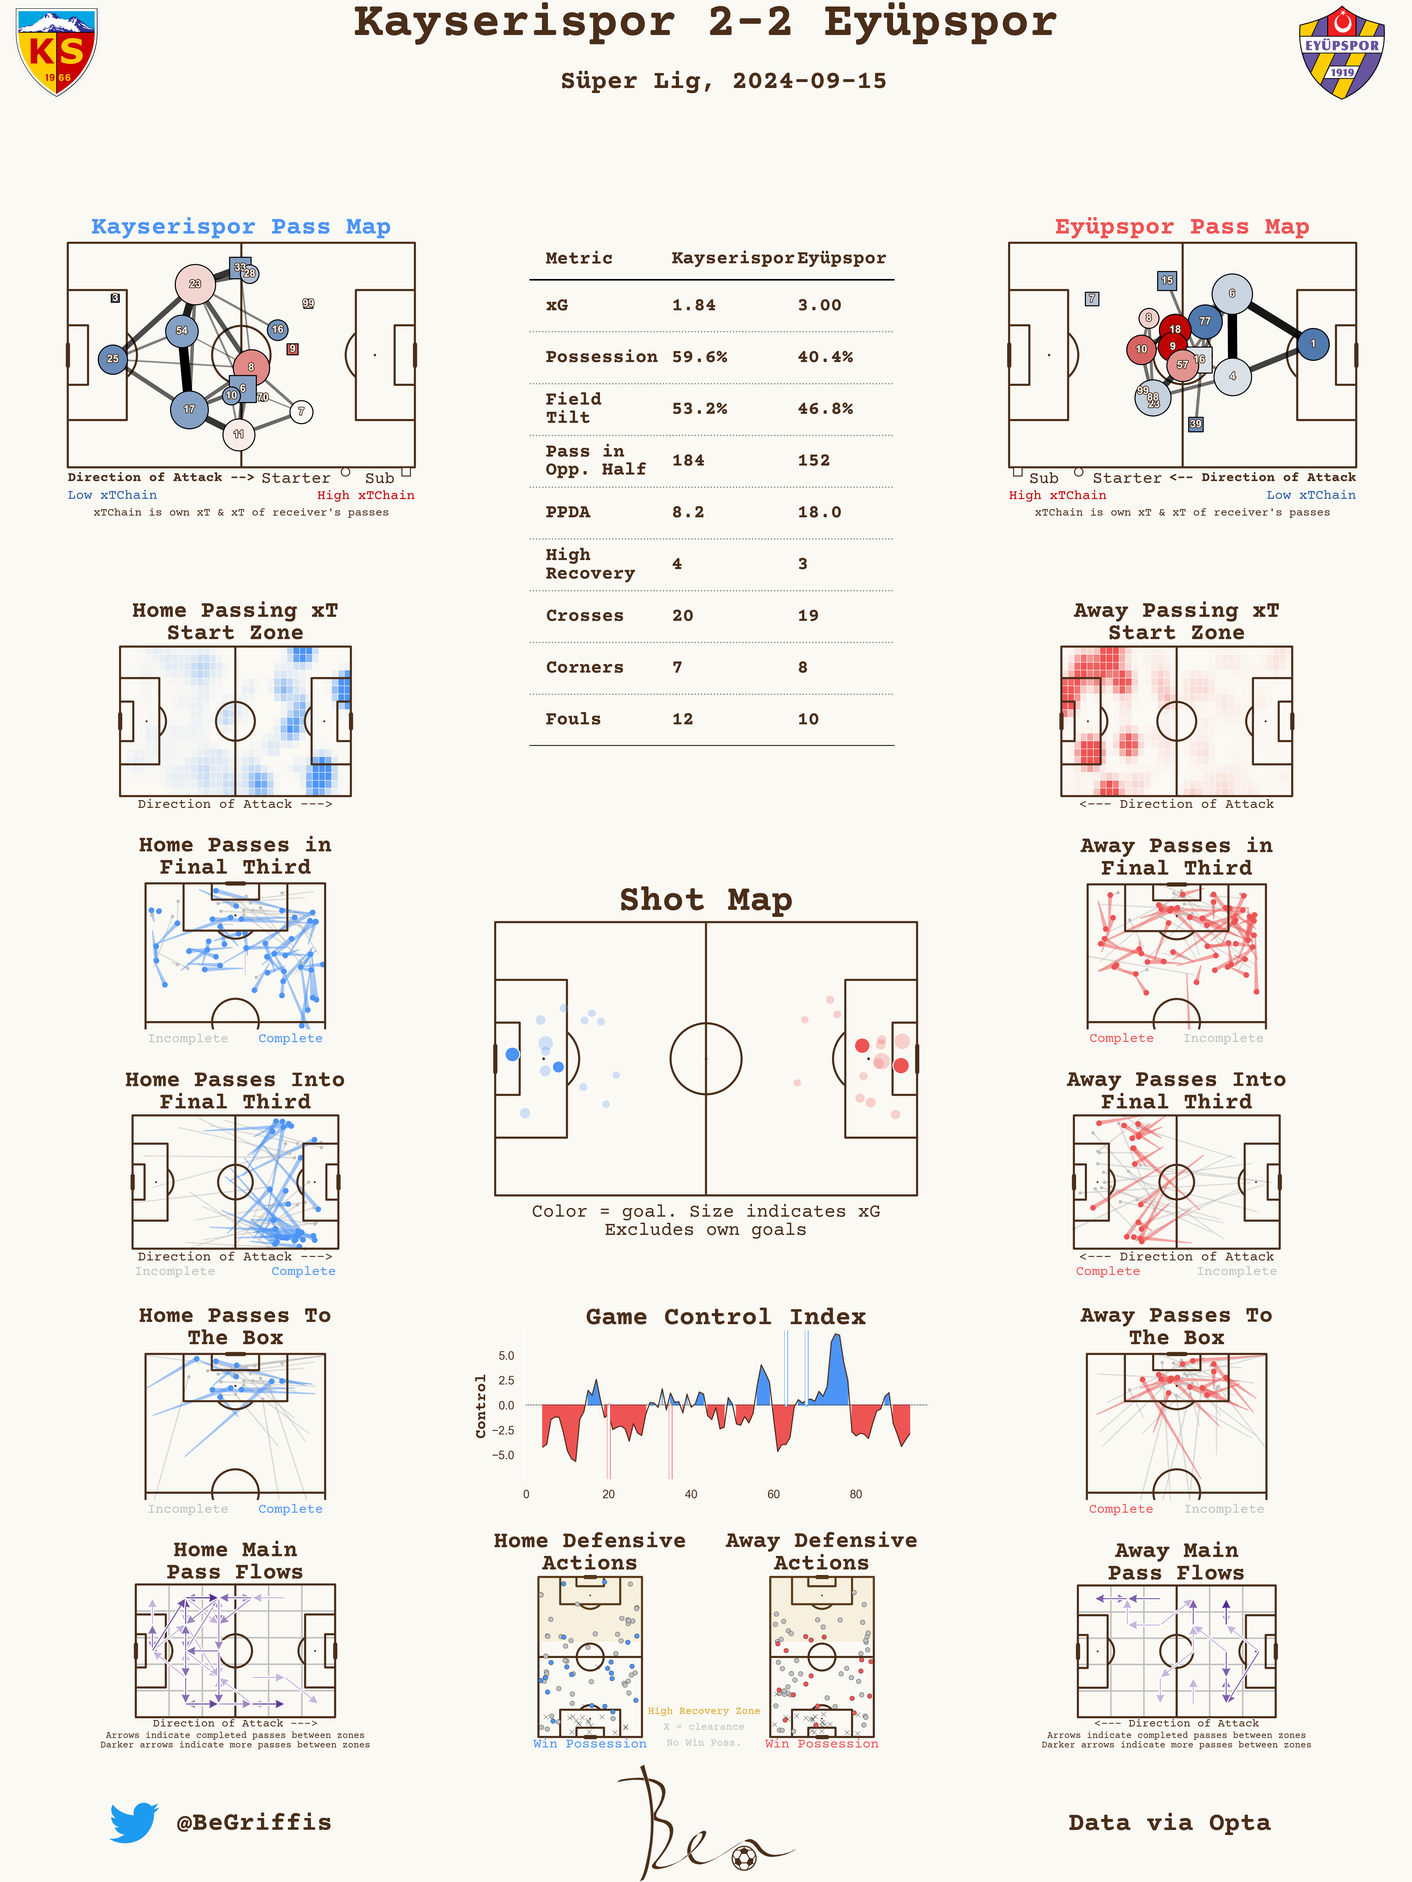 Kayserispor 2-2 Eyüpspor
Süper Lig, 2024-09-15
KS
1966
EYÜPSPOR
1919
Kayserispor Pass Map
23
33
28
3
99
54
16
25
9
8
6
10
70
17
7
11
Direction of Attack --> Starter Sub
Low xTChain High xTChain
xTChain is own xT & xT of receiver's passes
Metric Kayserispor Eyüpspor
xG 1.84 3.00
Possession 59.6% 40.4%
Field
Tilt 53.2% 46.8%
Pass in
Opp. Half 184 152
PPDA 8.2 18.0
High
Recovery 4 3
Crosses 20 19
Corners 7 8
Fouls 12 10
Eyüpspor Pass Map
15
7
6
8
77
18
10
9
16
57
1
4
99
88
23
39
Sub Starter <-- Direction of Attack
High xTChain Low xTChain
xTChain is own xT & xT of receiver's passes
Home Passing xT
Start Zone
Direction of Attack --->
Away Passing xT
Start Zone
<--- Direction of Attack
Home Passes in
Final Third
Incomplete Complete
Away Passes in
Final Third
Complete Incomplete
Shot Map
Color = goal. Size indicates xG
Excludes own goals
Home Passes Into
Final Third
Direction of Attack --->
Incomplete Complete
Away Passes Into
Final Third
<--- Direction of Attack
Complete Incomplete
Home Passes To
The Box
Incomplete Complete
Game Control Index
Control
5.0
2.5
0.0
−2.5
−5.0
0 20 40 60 80
Away Passes To
The Box
Complete Incomplete
Home Main
Pass Flows
Direction of Attack --->
Arrows indicate completed passes between zones
Darker arrows indicate more passes between zones
Home Defensive
Actions
Win Possession
Away Defensive
Actions
Win Possession
High Recovery Zone
X = clearance
No Win Poss.
Away Main
Pass Flows
<--- Direction of Attack
Arrows indicate completed passes between zones
Darker arrows indicate more passes between zones
@BeGriffis
Ben
Data via Opta